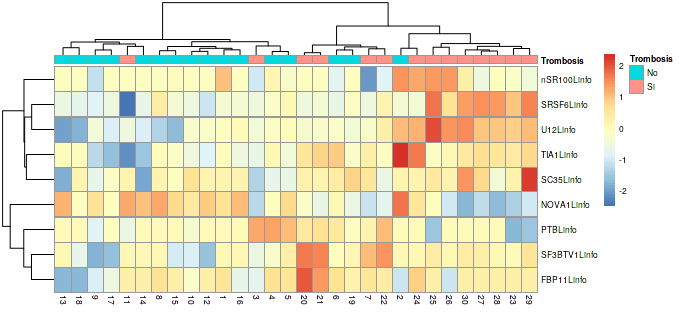 Trombosis
Trombosis
No
SI
2
1
0
-1
-2
nSR100Linfo
SRSF6Linfo
U12Linfo
TIA1Linfo
SC35Linfo
NOVA1Linfo
PTBLinfo
SF3BTV1Linfo
FBP11Linfo
13 18 9 17 11 14 8 15 10 12 1 16 3 4 5 20 21 6 19 7 22 2 24 25 26 30 27 28 23 29